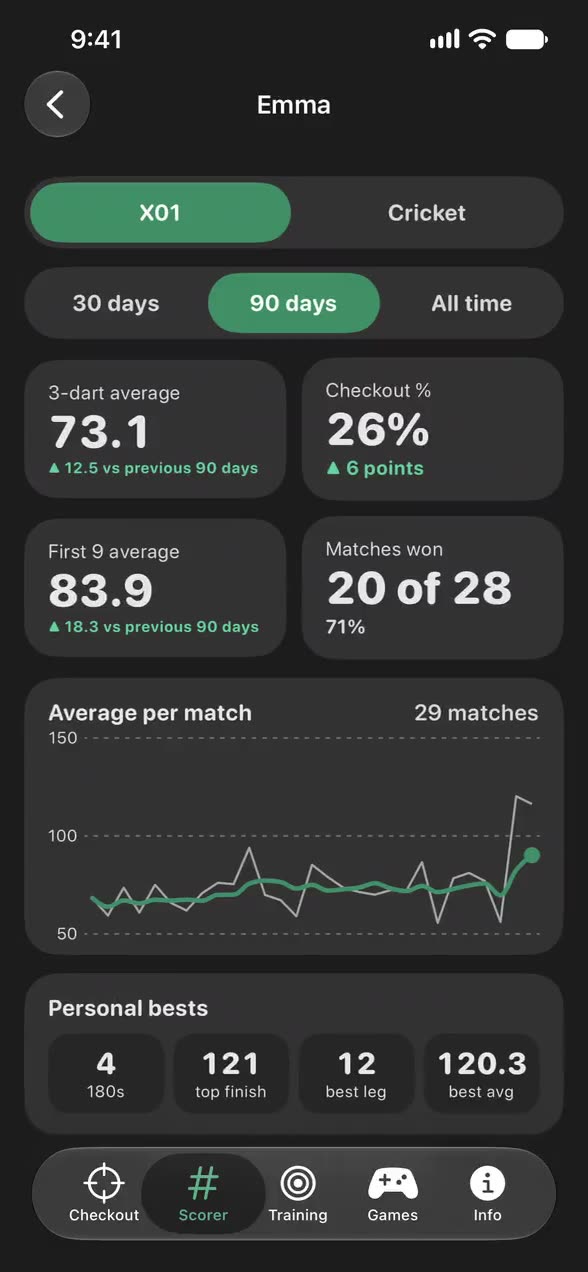 9:41
Emma
X01 Cricket
30 days 90 days All time
3-dart average
73.1
▲ 12.5 vs previous 90 days
Checkout %
26%
▲ 6 points
First 9 average
83.9
▲ 18.3 vs previous 90 days
Matches won
20 of 28
71%
Average per match 29 matches
150
100
50
Personal bests
4
180s
121
top finish
12
best leg
120.3
best avg
Checkout Scorer Training Games Info